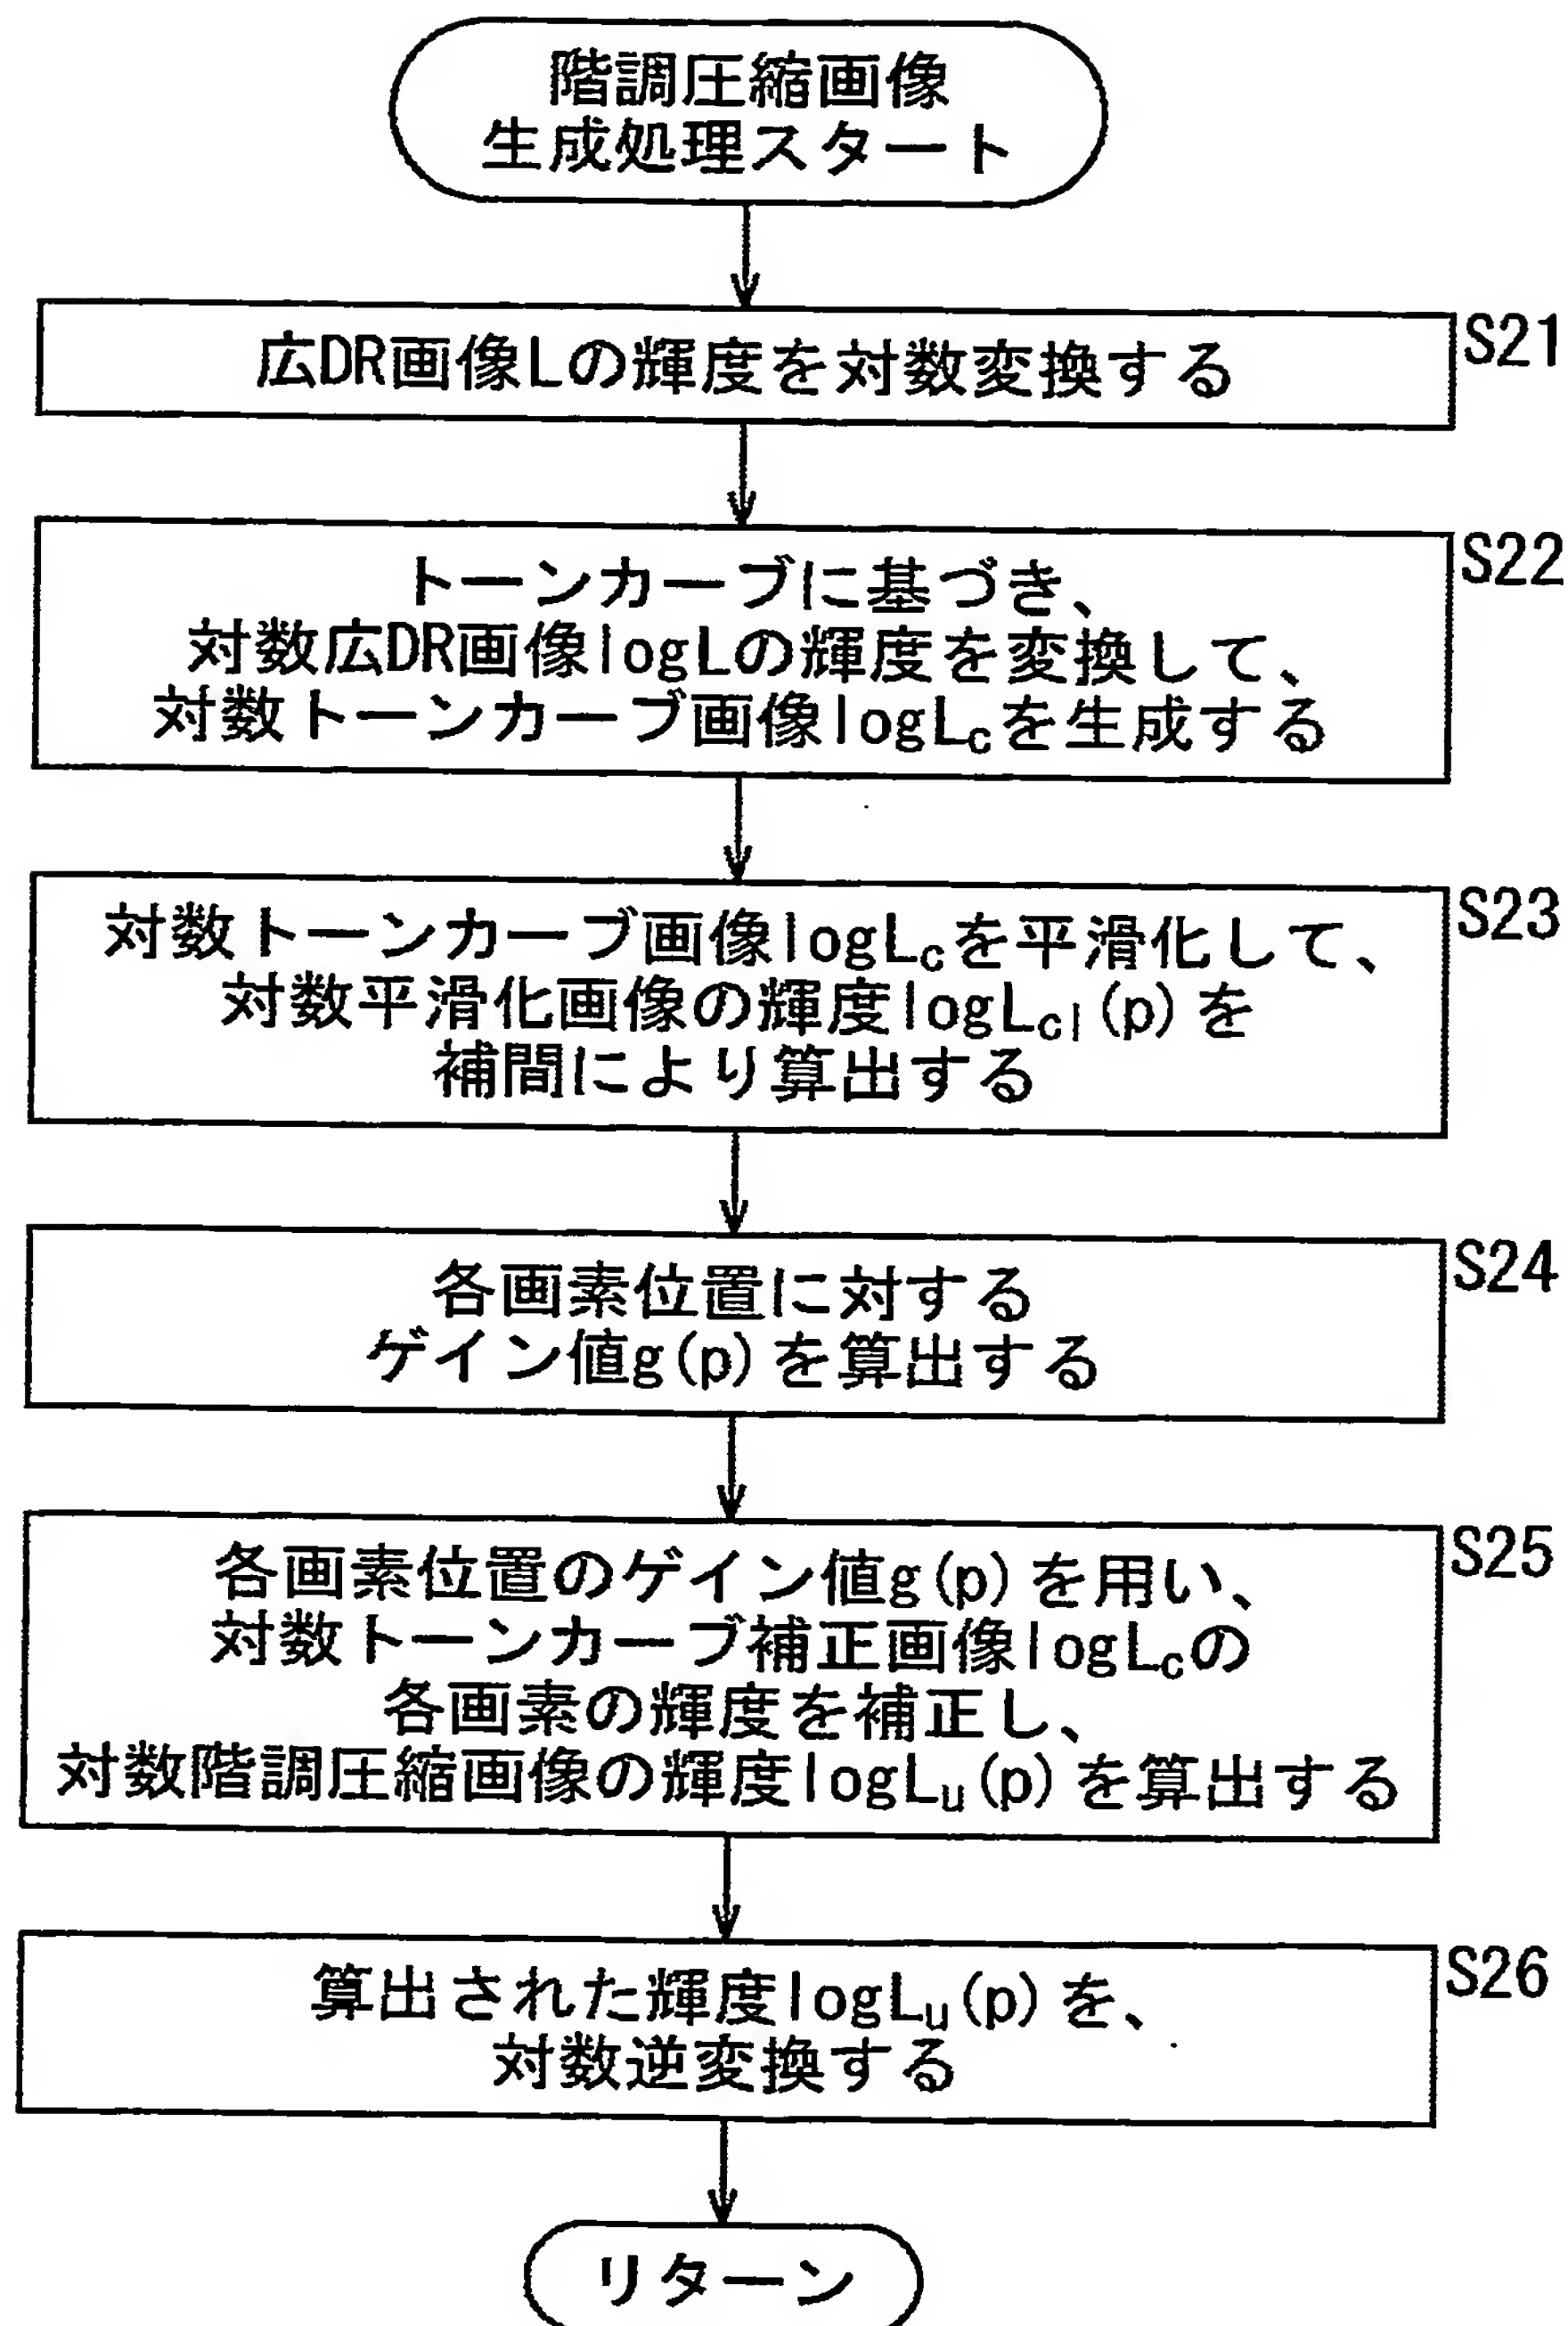 階調圧縮画像
生成処理スタート
S21
広DR画像Lの輝度を対数変換する
S22
トーンカーブに基づき、
対数広DR画像logLの輝度を変換して、
対数トーンカーブ画像logLcを生成する
S23
対数トーンカーブ画像logLcを平滑化して、
対数平滑化画像の輝度logLcl(p)を
補間により算出する
S24
各画素位置に対する
ゲイン値g(p)を算出する
S25
各画素位置のゲイン値g(p)を用い、
対数トーンカーブ補正画像logLcの
各画素の輝度を補正し、
対数階調圧縮画像の輝度logLu(p)を算出する
S26
算出された輝度logLu(p)を、
対数逆変換する
リターン